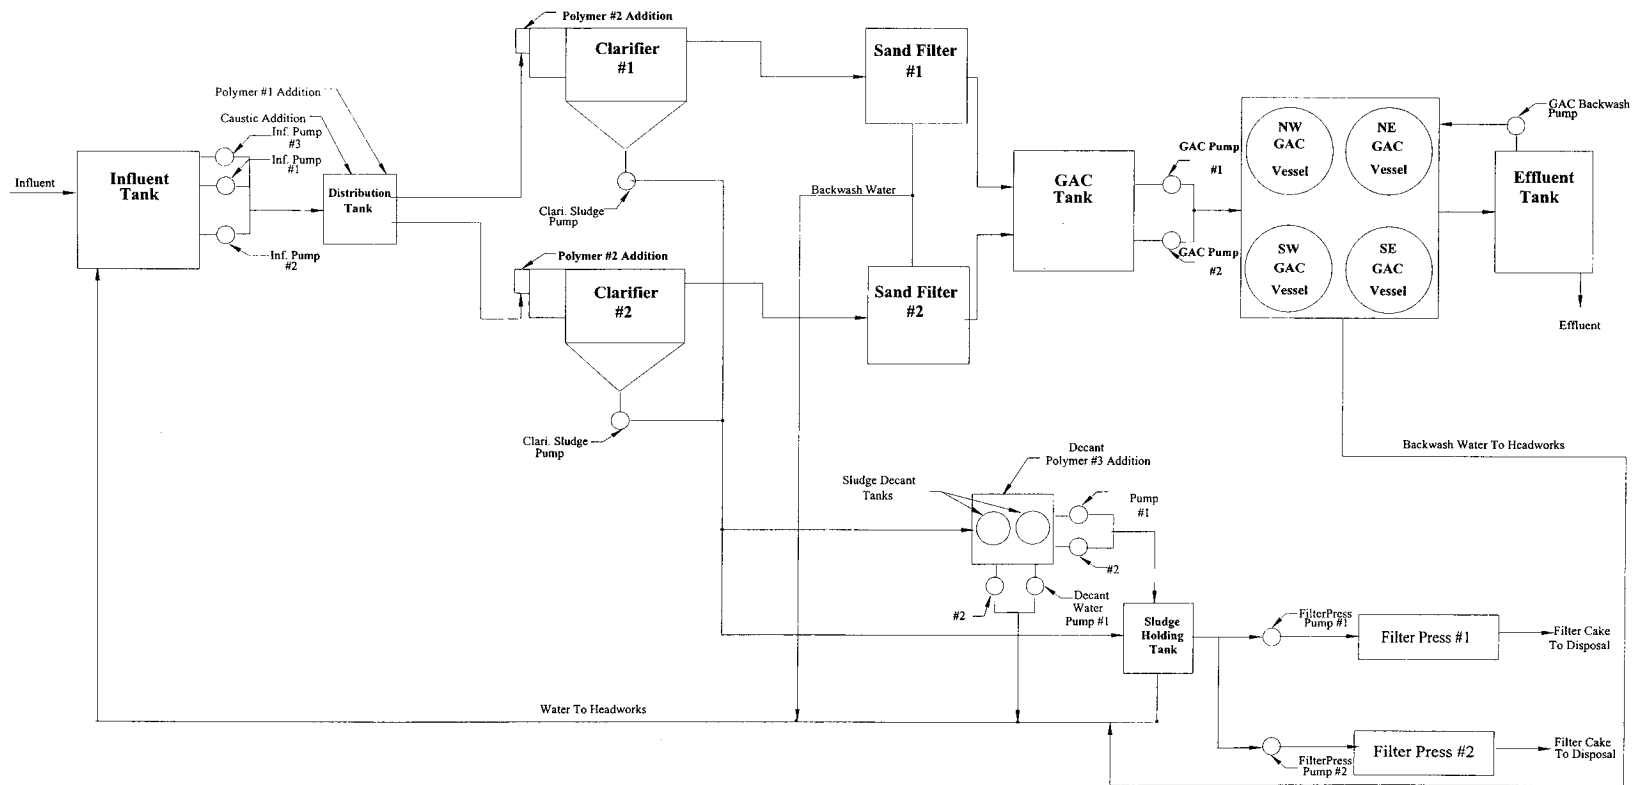 Polymer #2 Addition
Clarifier
#1
Sand Filter
#1
Polymer #1 Addition
Caustic Addition
Inf. Pump
#3
Inf. Pump
#1
Influent
Influent
Tank
Distribution
Tank
Inf. Pump
#2
Clari. Sludge
Pump
Backwash Water
GAC
Tank
GAC Pump
#1
GAC Pump
#2
NW
GAC
Vessel
NE
GAC
Vessel
SW
GAC
Vessel
SE
GAC
Vessel
GAC Backwash
Pump
Effluent
Tank
Effluent
Polymer #2 Addition
Clarifier
#2
Sand Filter
#2
Clari. Sludge
Pump
Backwash Water To Headworks
Decant
Polymer #3 Addition
Sludge Decant
Tanks
Pump
#1
#2
#2
Decant
Water
Pump #1
Sludge
Holding
Tank
FilterPress
Pump #1
Filter Press #1
Filter Cake
To Disposal
Water To Headworks
FilterPress
Pump #2
Filter Press #2
Filter Cake
To Disposal